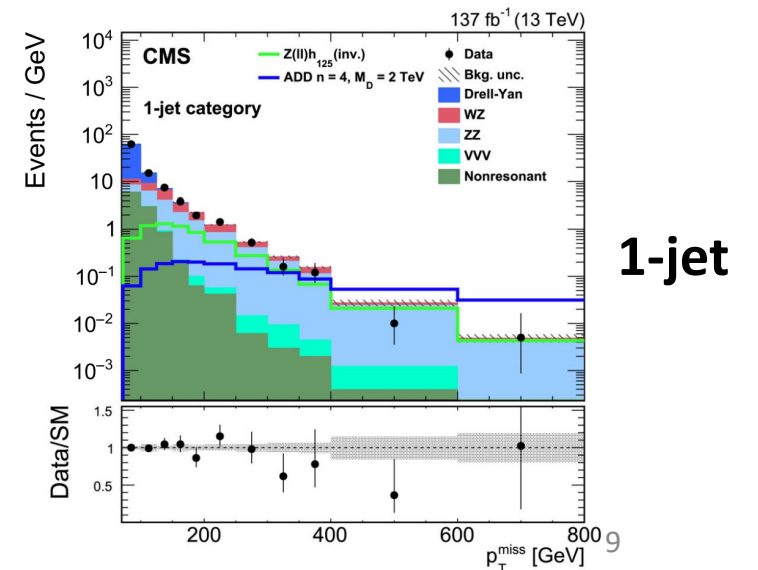 137 fb⁻¹ (13 TeV)
CMS
1-jet category
Z(ll)h₁₂₅(inv.)
ADD n = 4, M_D = 2 TeV
Data
Bkg. unc.
Drell-Yan
WZ
ZZ
VVV
Nonresonant
Events / GeV
10⁴
10³
10²
10
1
10⁻¹
10⁻²
10⁻³
1-jet
Data/SM
1.5
1
0.5
200 400 600 800
p_T^miss [GeV]
9